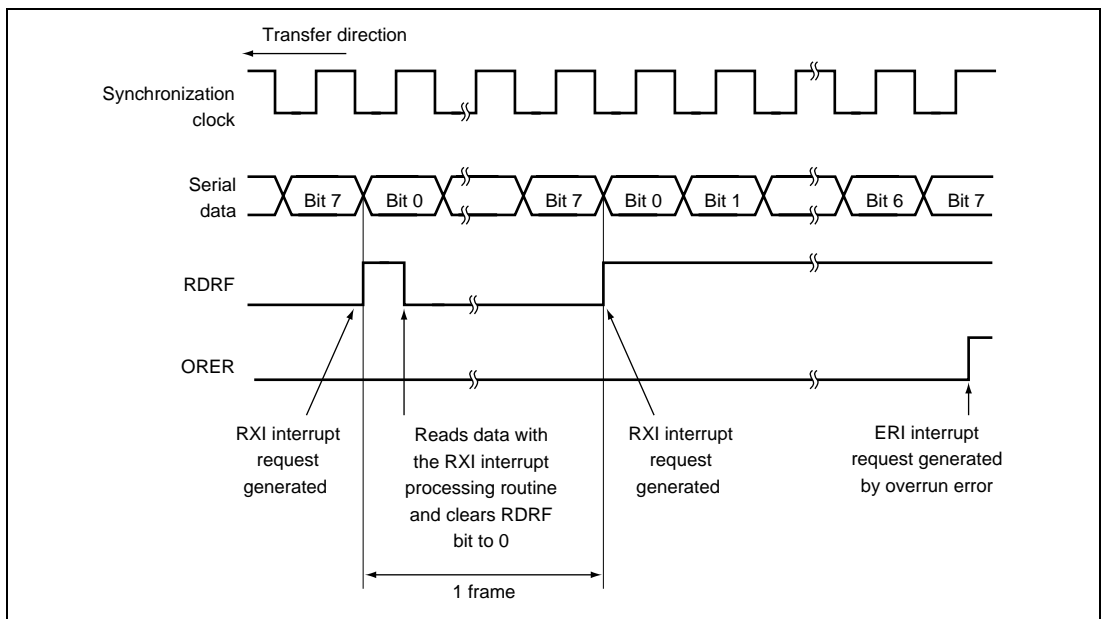 Transfer direction
Synchronization
clock
Serial
data
Bit 7
Bit 0
Bit 7
Bit 0
Bit 1
Bit 6
Bit 7
RDRF
ORER
RXI interrupt
request
generated
Reads data with
the RXI interrupt
processing routine
and clears RDRF
bit to 0
RXI interrupt
request
generated
ERI interrupt
request generated
by overrun error
1 frame